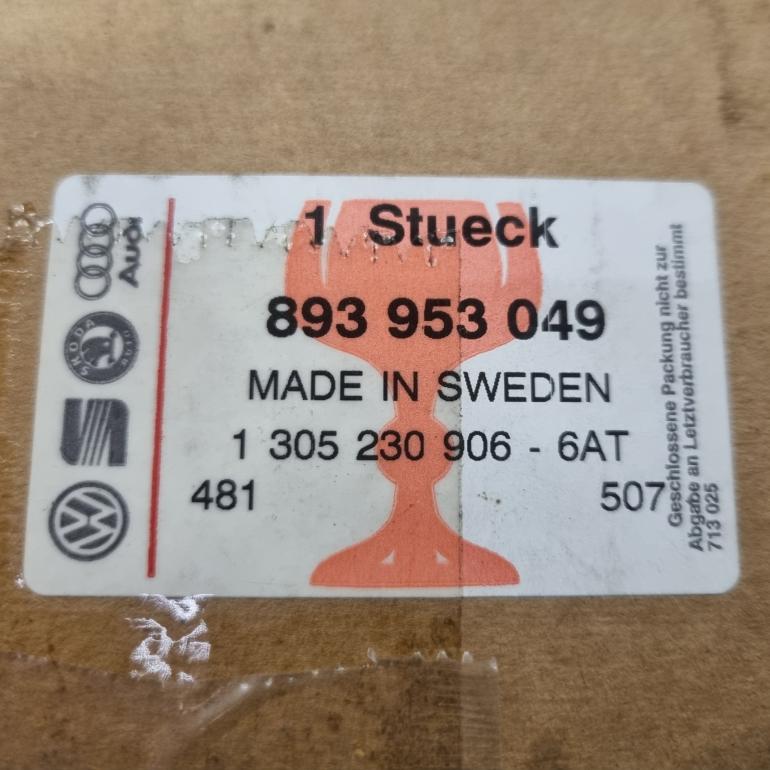 Audi
SKODA
1 Stueck
893 953 049
MADE IN SWEDEN
1 305 230 906 - 6AT
481
507
Geschlossene Packung nicht zur
Abgabe an Letztverbraucher bestimmt
713 025